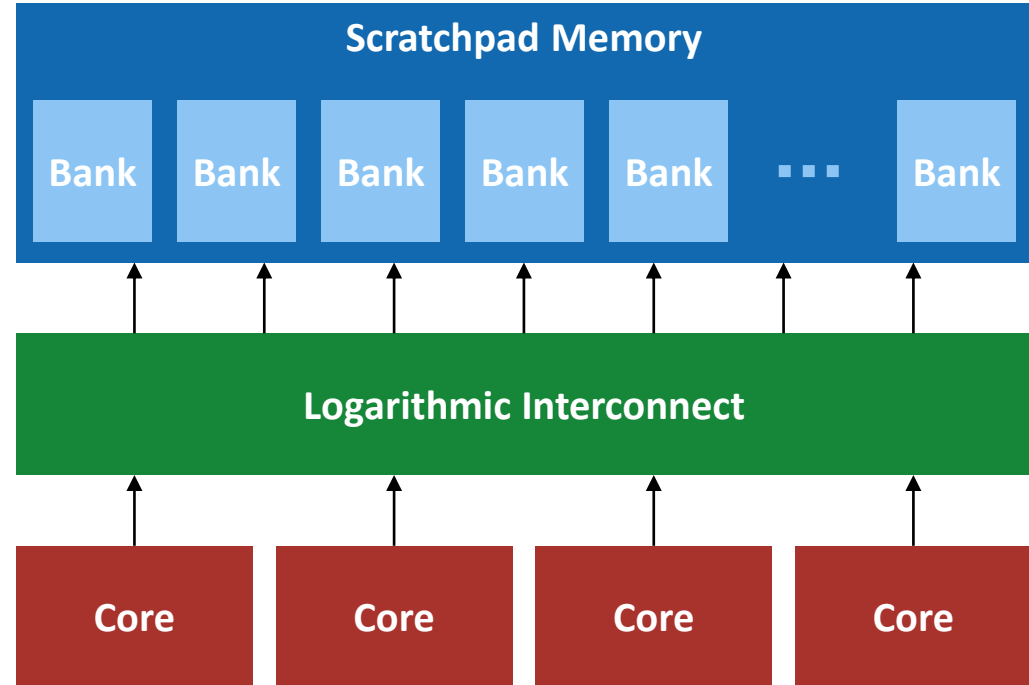 Scratchpad Memory
Bank Bank Bank Bank Bank ... Bank
Logarithmic Interconnect
Core Core Core Core